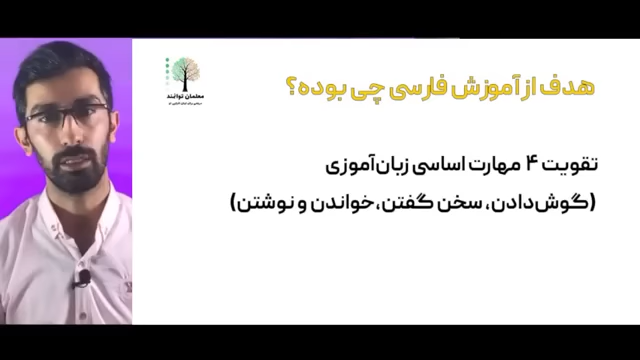 هدف از آموزش فارسی چی بوده؟
معلمان توانمند
تقویت ۴ مهارت اساسی زبان‌آموزی
(گوش‌دادن، سخن گفتن، خواندن و نوشتن)